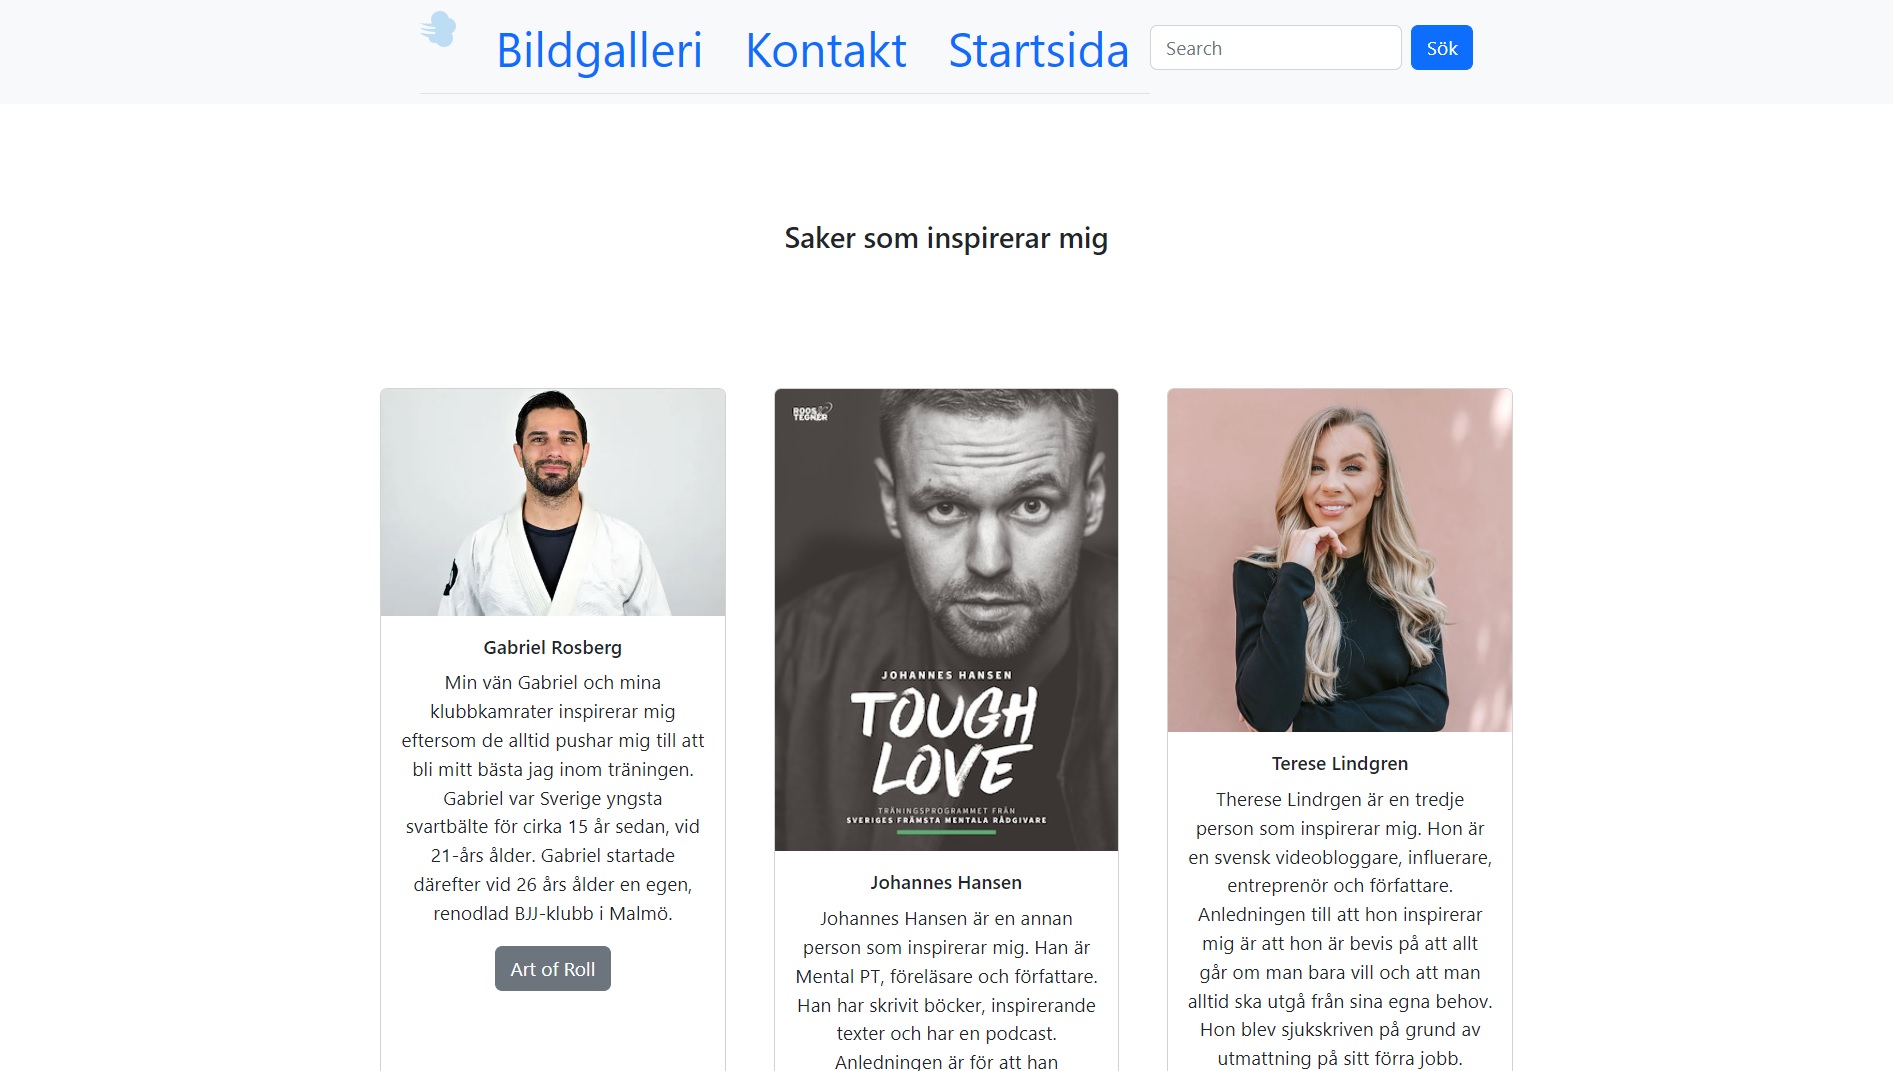 Bildgalleri Kontakt Startsida Search Sök
Saker som inspirerar mig
Gabriel Rosberg
Min vän Gabriel och mina
klubbkamrater inspirerar mig
eftersom de alltid pushar mig till att
bli mitt bästa jag inom träningen.
Gabriel var Sverige yngsta
svartbälte för cirka 15 år sedan, vid
21-års ålder. Gabriel startade
därefter vid 26 års ålder en egen,
renodlad BJJ-klubb i Malmö.
Art of Roll
ROOS
TEGNÉR
JOHANNES HANSEN
TOUGH
LOVE
TRÄNINGSPROGRAMMET FRÅN
SVERIGES FRÄMSTA MENTALA RÅDGIVARE
Johannes Hansen
Johannes Hansen är en annan
person som inspirerar mig. Han är
Mental PT, föreläsare och författare.
Han har skrivit böcker, inspirerande
texter och har en podcast.
Anledningen är för att han
Terese Lindgren
Therese Lindrgen är en tredje
person som inspirerar mig. Hon är
en svensk videobloggare, influerare,
entreprenör och författare.
Anledningen till att hon inspirerar
mig är att hon är bevis på att allt
går om man bara vill och att man
alltid ska utgå från sina egna behov.
Hon blev sjukskriven på grund av
utmattning på sitt förra jobb.